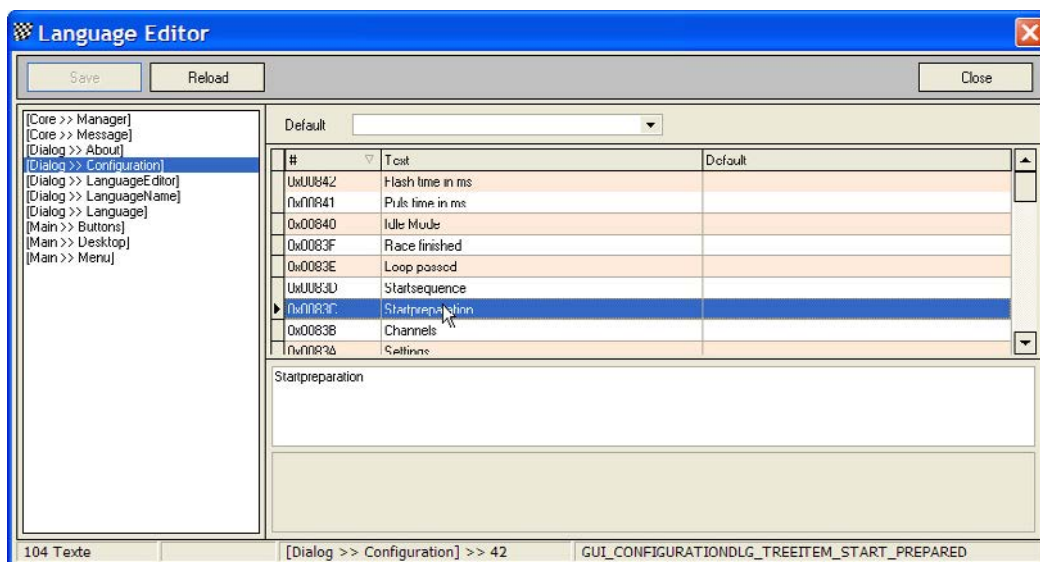 Language Editor
Save Reload Close
[Core >> Manager]
[Core >> Message]
[Dialog >> About]
[Dialog >> Configuration]
[Dialog >> LanguageEditor]
[Dialog >> LanguageName]
[Dialog >> Language]
[Main >> Buttons]
[Main >> Desktop]
[Main >> Menu]
Default
# Text Default
0x00842 Flash time in ms
0x00841 Puls time in ms
0x00840 Idle Mode
0x0083F Race finished
0x0083E Loop passed
0x0083D Startsequence
0x0083C Startpreparation
0x0083B Channels
0x0083A Settings
Startpreparation
104 Texte [Dialog >> Configuration] >> 42 GUI_CONFIGURATIONDLG_TREEITEM_START_PREPARED